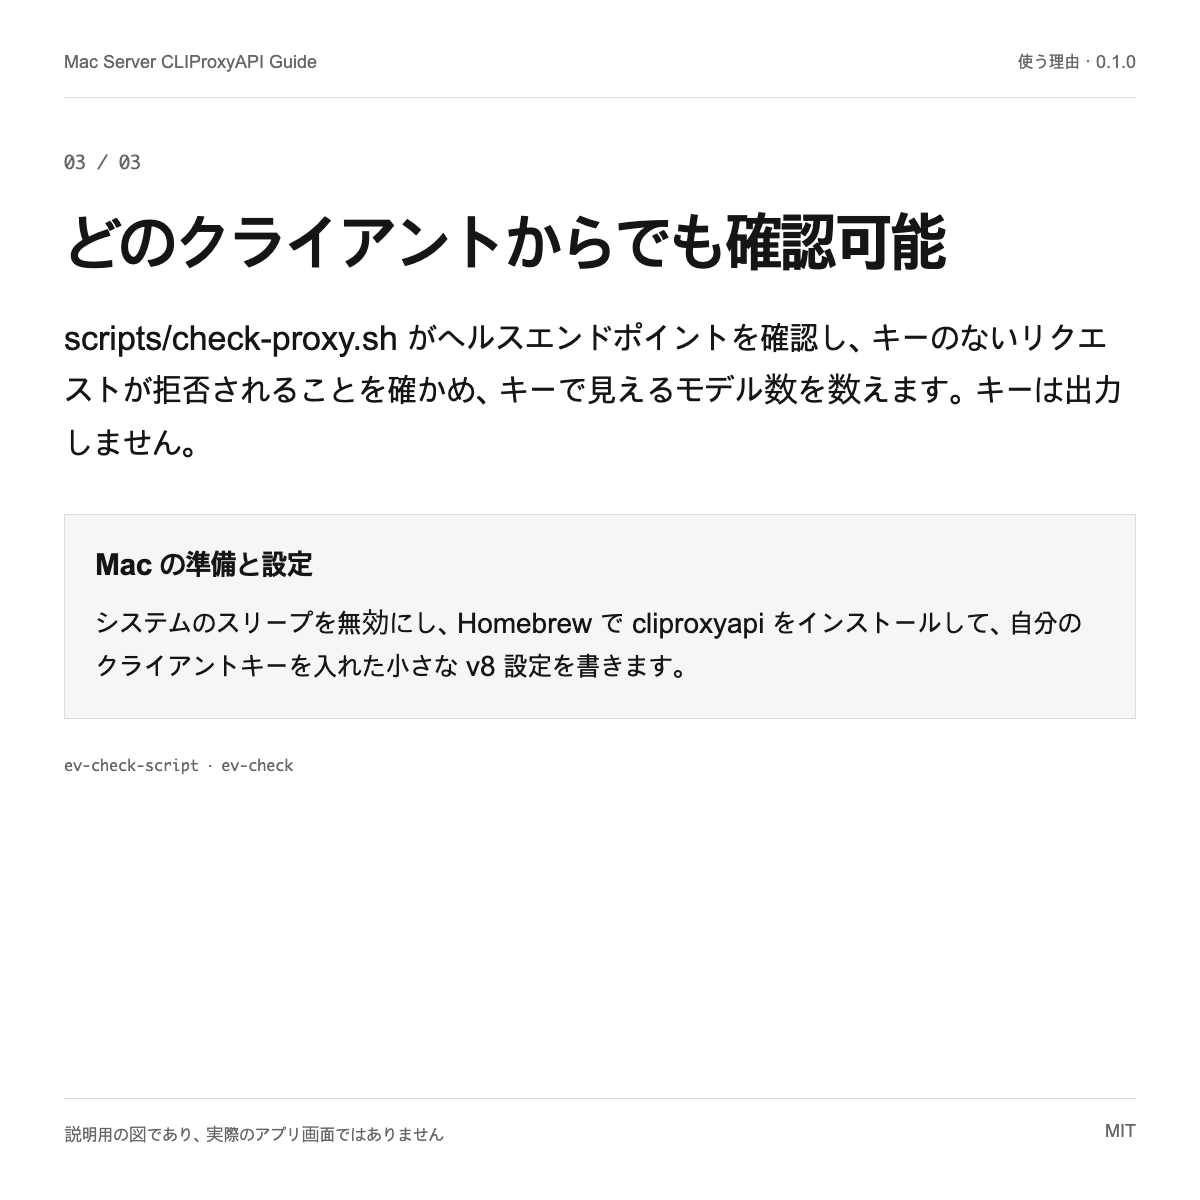 Mac Server CLIProxyAPI Guide
使う理由 · 0.1.0
03 / 03
どのクライアントからでも確認可能
scripts/check-proxy.sh がヘルスエンドポイントを確認し、キーのないリクエ
ストが拒否されることを確かめ、キーで見えるモデル数を数えます。キーは出力
しません。
Mac の準備と設定
システムのスリープを無効にし、Homebrew で cliproxyapi をインストールして、自分の
クライアントキーを入れた小さな v8 設定を書きます。
ev-check-script · ev-check
説明用の図であり、実際のアプリ画面ではありません
MIT